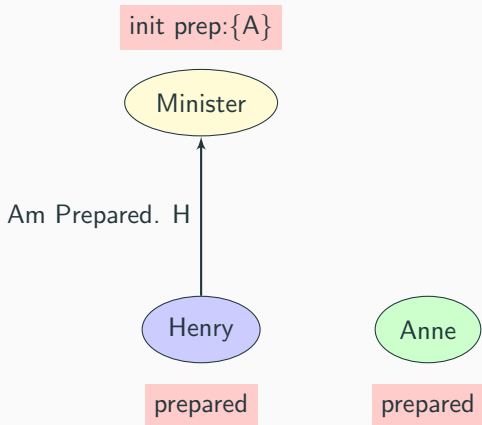 init prep:{A}
Minister
Am Prepared. H
Henry
Anne
prepared
prepared